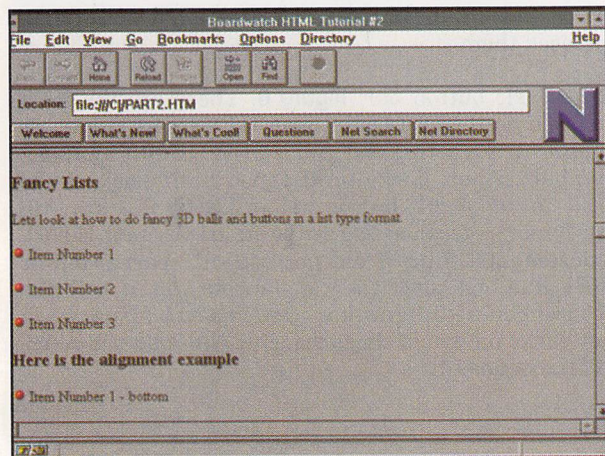 Boardwatch HTML Tutorial #2
File Edit View Go Bookmarks Options Directory Help
Home Reload Open Find
Location: file:///C|/PART2.HTM
Welcome What's New! What's Cool! Questions Net Search Net Directory
N
Fancy Lists
Lets look at how to do fancy 3D balls and buttons in a list type format.
Item Number 1
Item Number 2
Item Number 3
Here is the alignment example
Item Number 1 - bottom